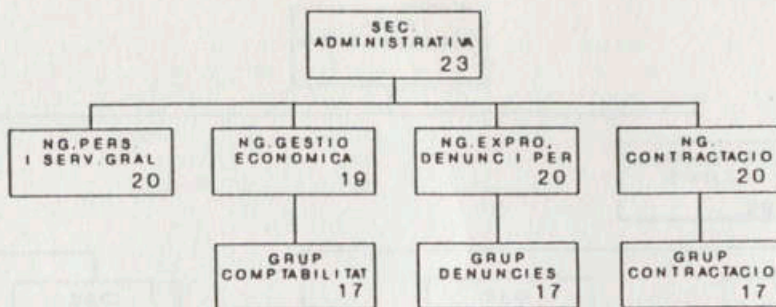 SEC.
ADMINISTRATIVA
23
NG.PERS.
I SERV.GRAL
20
NG.GESTIO
ECONOMICA
19
NG.EXPRO,
DENUNC I PER
20
NG.
CONTRACTACIO
20
GRUP
COMPTABILITAT
17
GRUP
DENUNCIES
17
GRUP
CONTRACTACIO
17